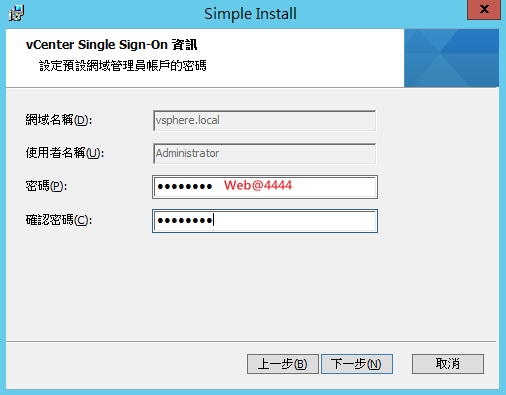 Simple Install
vCenter Single Sign-On 資訊
設定預設網域管理員帳戶的密碼
網域名稱(D): vsphere.local
使用者名稱(U): Administrator
密碼(P): ●●●●●●●● Web@4444
確認密碼(C): ●●●●●●●●
上一步(B) 下一步(N) 取消